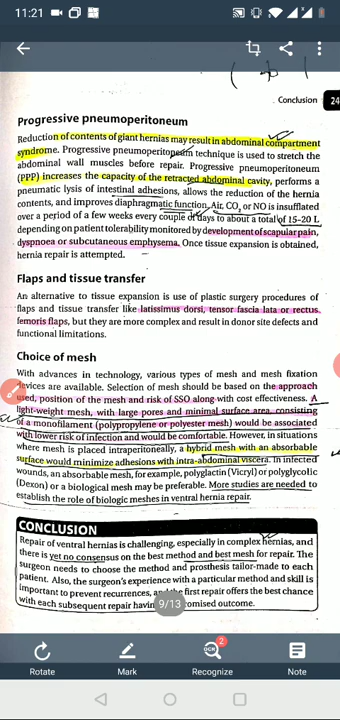 11:21
Conclusion 24
Progressive pneumoperitoneum
Reduction of contents of giant hernias may result in abdominal compartment
syndrome. Progressive pneumoperitoneum technique is used to stretch the
abdominal wall muscles before repair. Progressive pneumoperitoneum
(PPP) increases the capacity of the retracted abdominal cavity, performs a
pneumatic lysis of intestinal adhesions, allows the reduction of the hernia
contents, and improves diaphragmatic function. Air, CO₂ or NO is insufflated
over a period of a few weeks every couple of days to about a total of 15–20 L
depending on patient tolerability monitored by development of scapular pain,
dyspnoea or subcutaneous emphysema. Once tissue expansion is obtained,
hernia repair is attempted.
Flaps and tissue transfer
An alternative to tissue expansion is use of plastic surgery procedures of
flaps and tissue transfer like latissimus dorsi, tensor fascia lata or rectus
femoris flaps, but they are more complex and result in donor site defects and
functional limitations.
Choice of mesh
With advances in technology, various types of mesh and mesh fixation
devices are available. Selection of mesh should be based on the approach
used, position of the mesh and risk of SSO along with cost effectiveness. A
light-weight mesh, with large pores and minimal surface area, consisting
of a monofilament (polypropylene or polyester mesh) would be associated
with lower risk of infection and would be comfortable. However, in situations
where mesh is placed intraperitoneally, a hybrid mesh with an absorbable
surface would minimize adhesions with intra-abdominal viscera. In infected
wounds, an absorbable mesh, for example, polyglactin (Vicryl) or polyglycolic
(Dexon) or a biological mesh may be preferable. More studies are needed to
establish the role of biologic meshes in ventral hernia repair.
CONCLUSION
Repair of ventral hernias is challenging, especially in complex hernias, and
there is yet no consensus on the best method and best mesh for repair. The
surgeon needs to choose the method and prosthesis tailor-made to each
patient. Also, the surgeon's experience with a particular method and skill is
important to prevent recurrences, first repair offers the best chance
with each subsequent repair outcome.
9/13
2
OCR
Rotate Mark Recognize Note